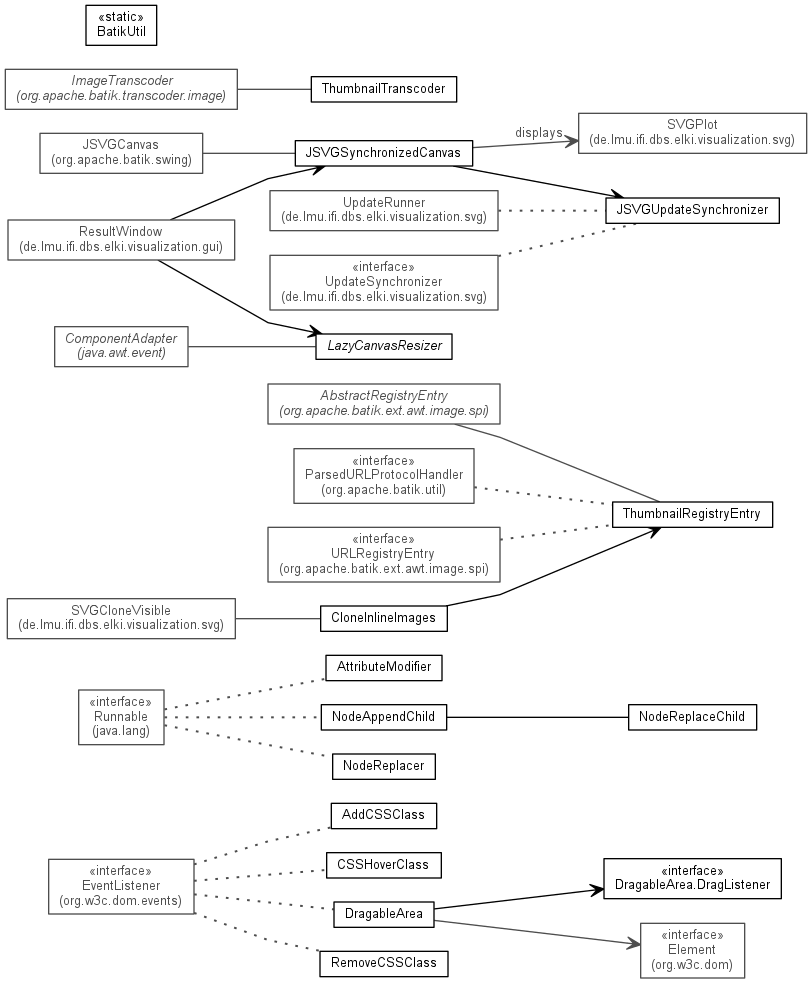 «static»
BatikUtil
ImageTranscoder
(org.apache.batik.transcoder.image)
ThumbnailTranscoder
JSVGCanvas
(org.apache.batik.swing)
JSVGSynchronizedCanvas
displays
SVGPlot
(de.lmu.ifi.dbs.elki.visualization.svg)
UpdateRunner
(de.lmu.ifi.dbs.elki.visualization.svg)
JSVGUpdateSynchronizer
ResultWindow
(de.lmu.ifi.dbs.elki.visualization.gui)
«interface»
UpdateSynchronizer
(de.lmu.ifi.dbs.elki.visualization.svg)
ComponentAdapter
(java.awt.event)
LazyCanvasResizer
AbstractRegistryEntry
(org.apache.batik.ext.awt.image.spi)
«interface»
ParsedURLProtocolHandler
(org.apache.batik.util)
ThumbnailRegistryEntry
«interface»
URLRegistryEntry
(org.apache.batik.ext.awt.image.spi)
SVGCloneVisible
(de.lmu.ifi.dbs.elki.visualization.svg)
CloneInlineImages
AttributeModifier
«interface»
Runnable
(java.lang)
NodeAppendChild
NodeReplaceChild
NodeReplacer
AddCSSClass
«interface»
EventListener
(org.w3c.dom.events)
CSSHoverClass
«interface»
DragableArea.DragListener
DragableArea
«interface»
Element
(org.w3c.dom)
RemoveCSSClass